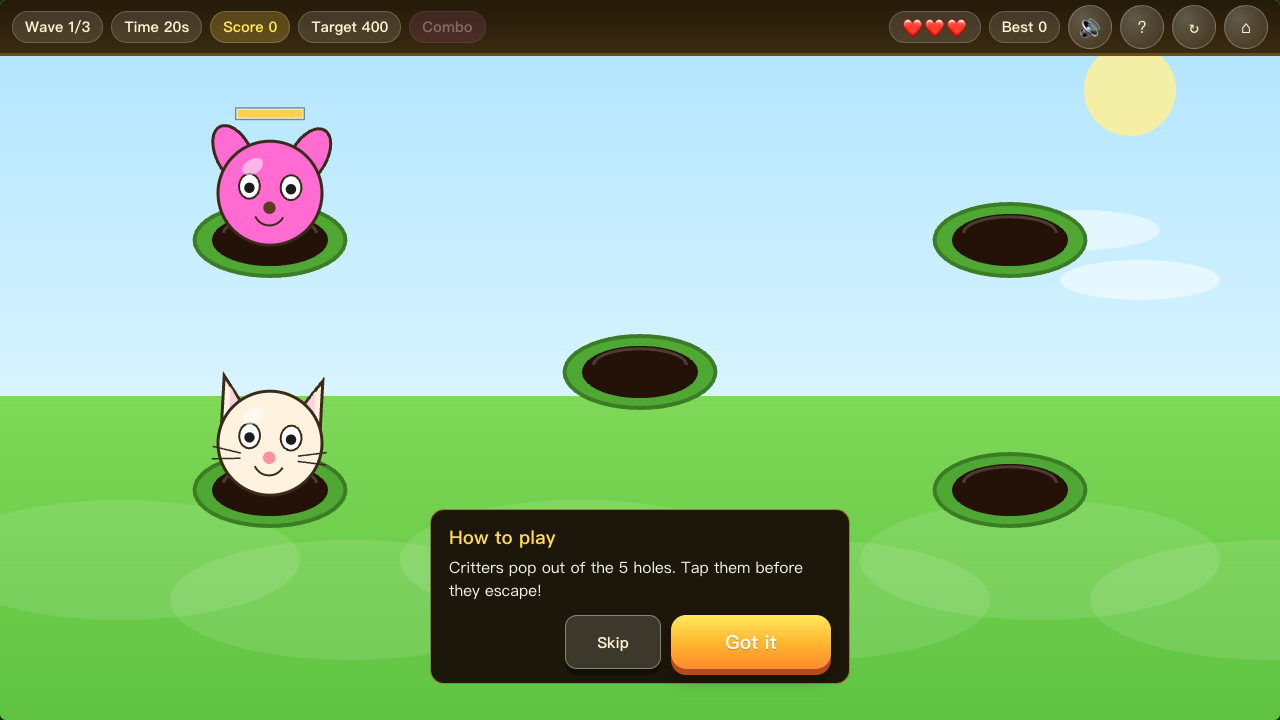 Wave 1/3
Time 20s
Score 0
Target 400
Combo
Best 0
?
How to play
Critters pop out of the 5 holes. Tap them before
they escape!
Skip
Got it